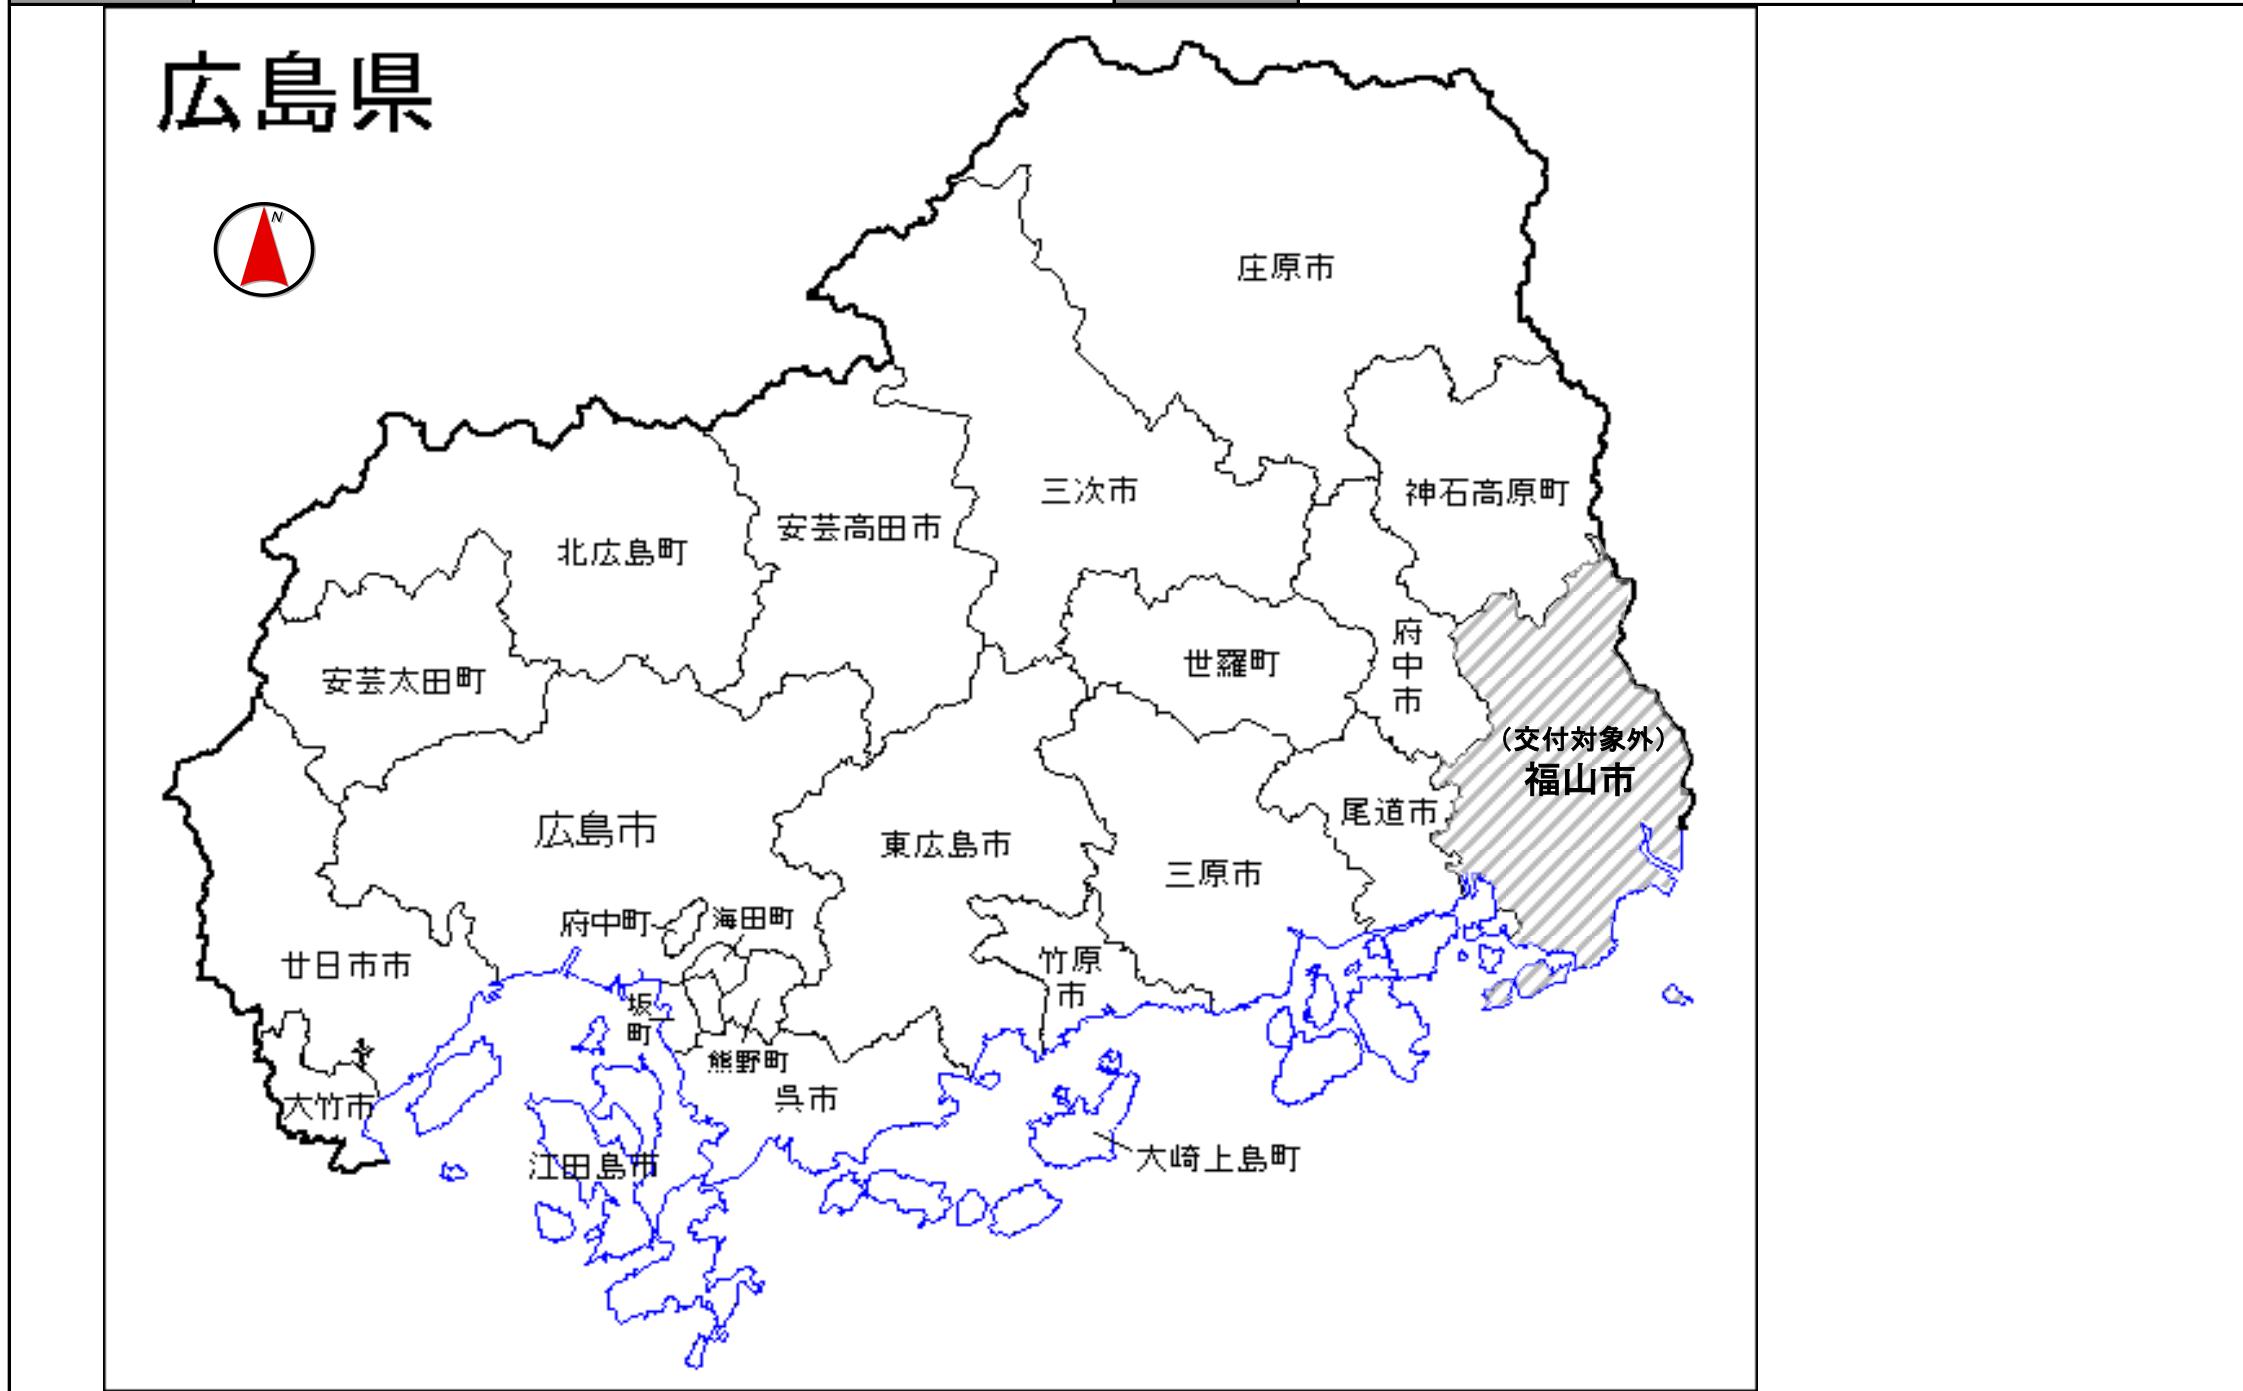 広島県
N
庄原市
三次市
神石高原町
安芸高田市
北広島町
府中市
世羅町
安芸太田町
(交付対象外)
福山市
尾道市
広島市
東広島市
三原市
府中町
海田町
廿日市市
竹原市
坂町
熊野町
呉市
大竹市
江田島市
大崎上島町